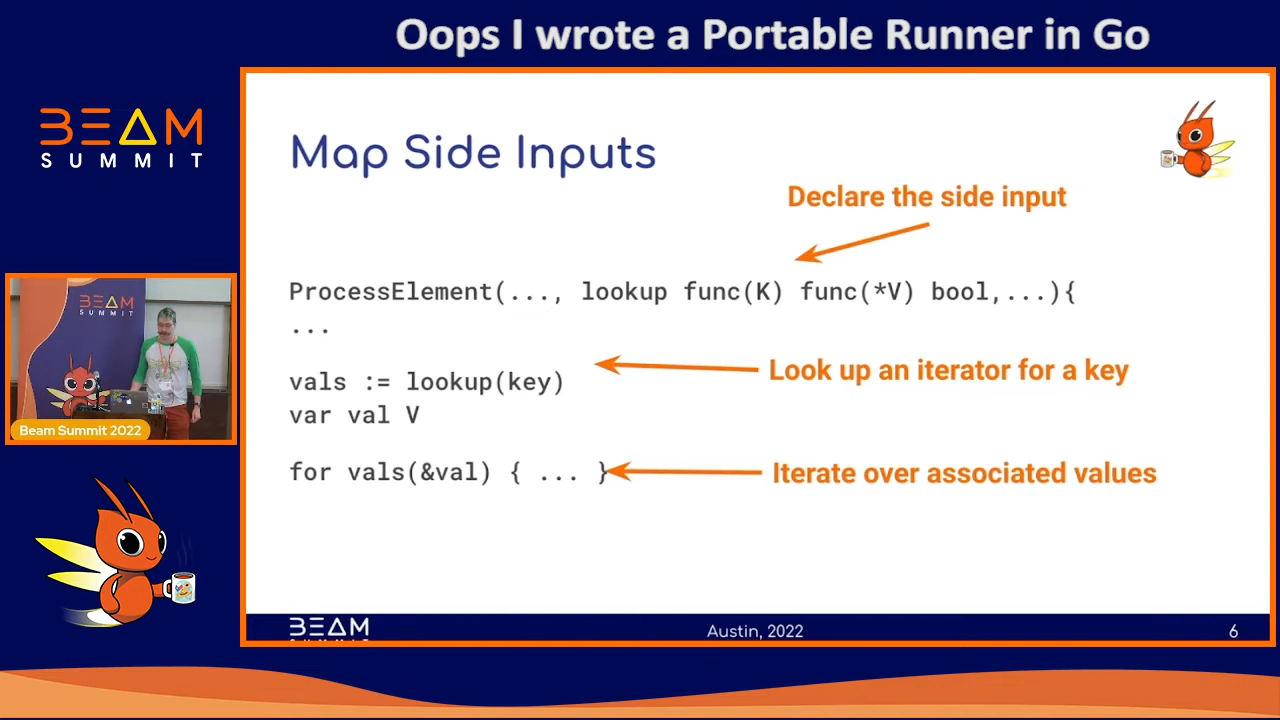 Oops I wrote a Portable Runner in Go
BEAM
SUMMIT
Map Side Inputs
Declare the side input
ProcessElement(..., lookup func(K) func(*V) bool,...){
...
Look up an iterator for a key
vals := lookup(key)
var val V
for vals(&val) { ... }
Iterate over associated values
BEAM
SUMMIT
Beam Summit 2022
BEAM
Austin, 2022
6